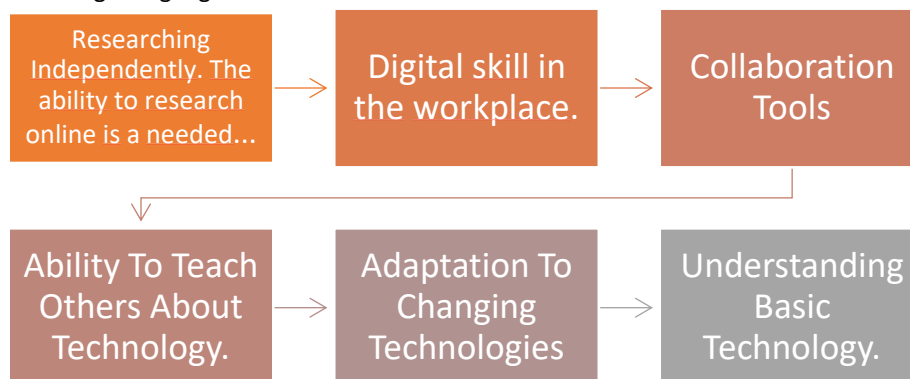 Researching
Independently. The
ability to research
online is a needed...
Digital skill in
the workplace.
Collaboration
Tools
Ability To Teach
Others About
Technology.
Adaptation To
Changing
Technologies
Understanding
Basic
Technology.